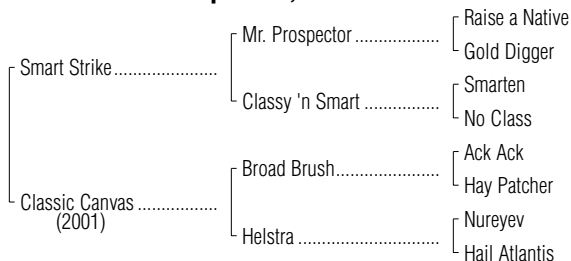 Raise a Native
Mr. Prospector ....................
Gold Digger
Smart Strike .....................
Smarten
Classy 'n Smart ..................
No Class
Ack Ack
Broad Brush .....................
Hay Patcher
Classic Canvas ................
(2001)
Nureyev
Helstra ............................
Hail Atlantis